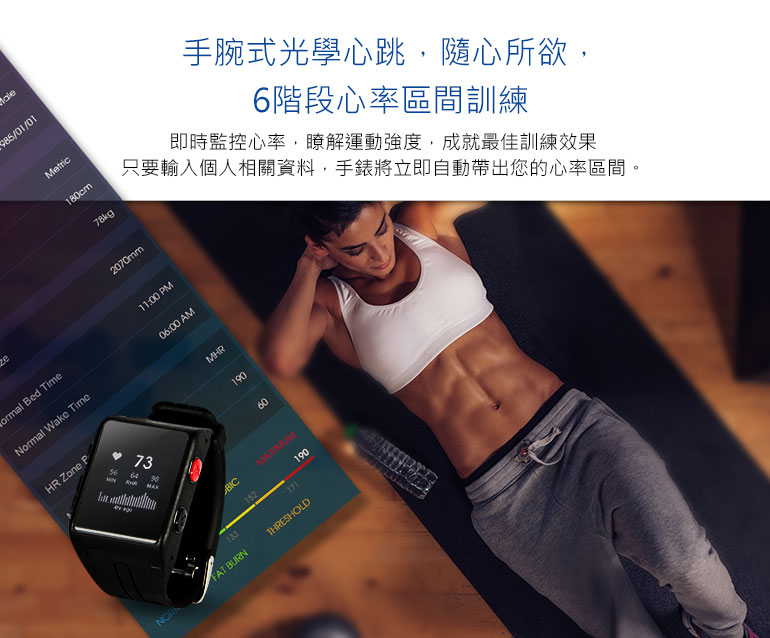 手腕式光學心跳，隨心所欲，
6階段心率區間訓練
即時監控心率，瞭解運動強度，成就最佳訓練效果
只要輸入個人相關資料，手錶將立即自動帶出您的心率區間。
1985/01/01
Metric
180cm
78kg
2070mm
11:00 PM
Normal Bed Time
06:00 AM
Normal Wake Time
MHR
HR Zone
190
60
MAXIMUM
190
171
152
133
THRESHOLD
FAT BURN
73
56 64 98
MIN RHR MAX
4hr ago